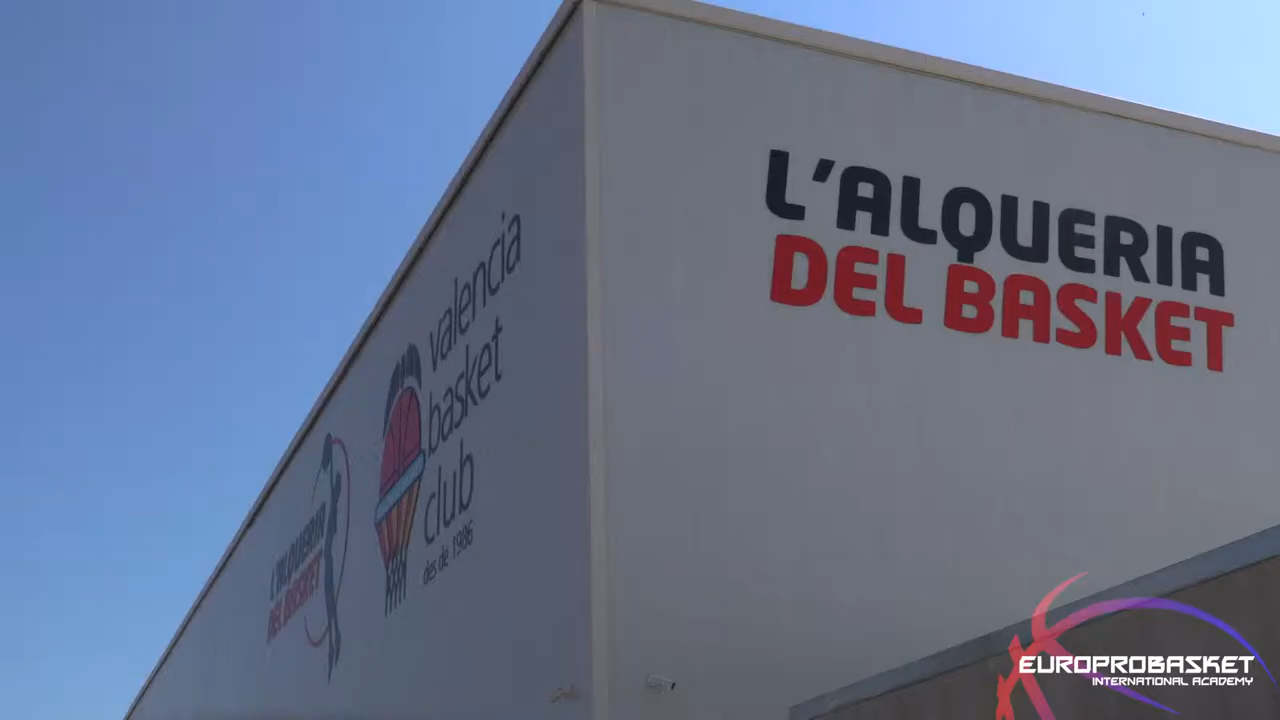 L'ALQUERIA
DEL BASKET
valencia
basket
club
des de 1986
L'ALQUERIA
DEL BASKET
EUROPROBASKET
INTERNATIONAL ACADEMY